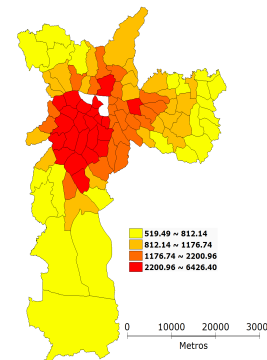 519.49 ~ 812.14
812.14 ~ 1176.74
1176.74 ~ 2200.96
2200.96 ~ 6426.40
0 10000 20000 3000
Metros